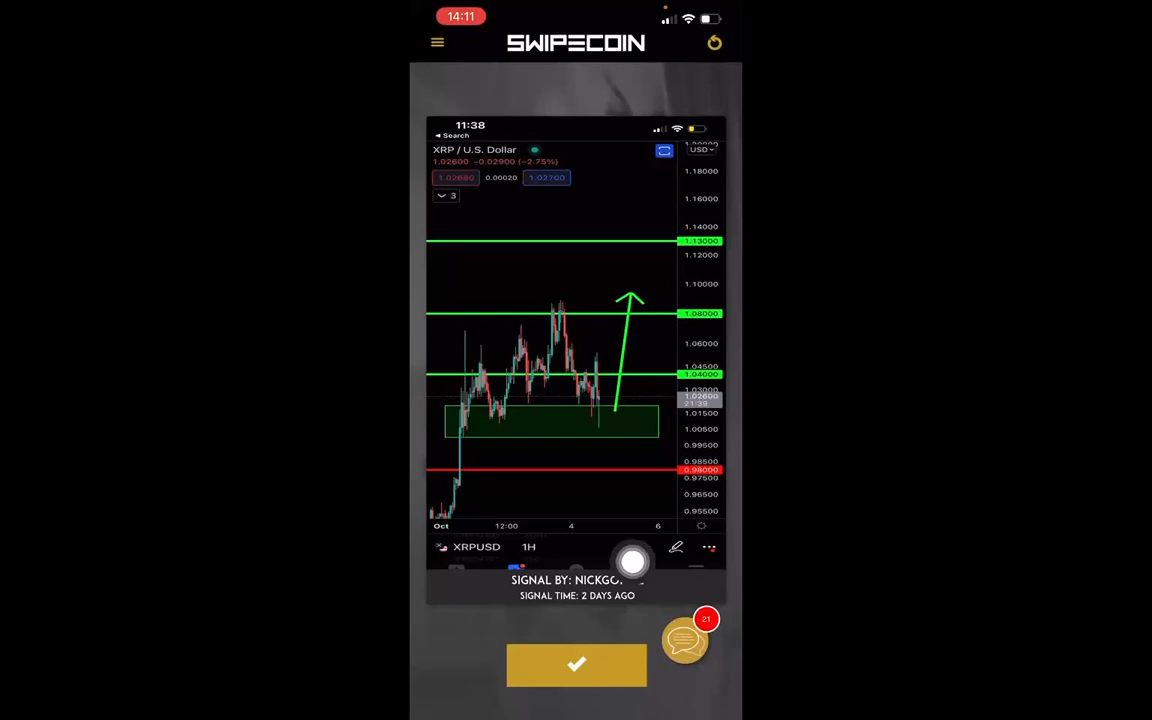 14:11
SWIPECOIN
11:38
Search
XRP / U.S. Dollar
1.02600 -0.02900 (-2.75%)
USD
1.02680 0.00020 1.02700
3
1.18000
1.16000
1.14000
1.13000
1.12000
1.10000
1.08000
1.06000
1.04500
1.04000
1.03000
1.02600
21:39
1.01500
1.00500
0.99500
0.98500
0.98000
0.97500
0.96500
0.95500
Oct 12:00 4 6
XRPUSD 1H
SIGNAL BY:
SIGNAL TIME: 2 DAYS AGO
21